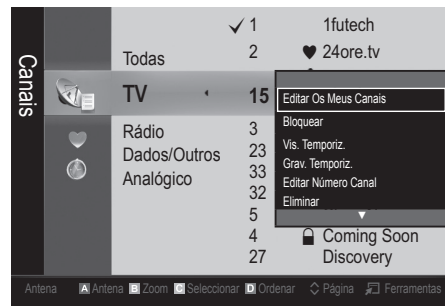 Canais
1 1futech
Todas 2 24ore.tv
TV 15
Rádio 3
Dados/Outros 23
Analógico 33
32
5
4 Coming Soon
27 Discovery
Editar Os Meus Canais
Bloquear
Vis. Temporiz.
Grav. Temporiz.
Editar Número Canal
Eliminar
Antena A Antena B Zoom C Seleccionar D Ordenar Página Ferramentas